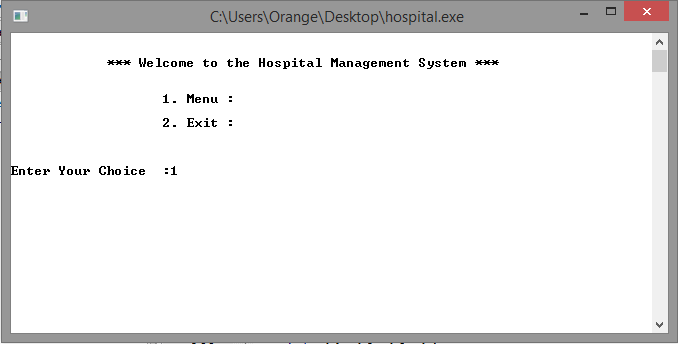 C:\Users\Orange\Desktop\hospital.exe
*** Welcome to the Hospital Management System ***
1. Menu :
2. Exit :
Enter Your Choice  :1